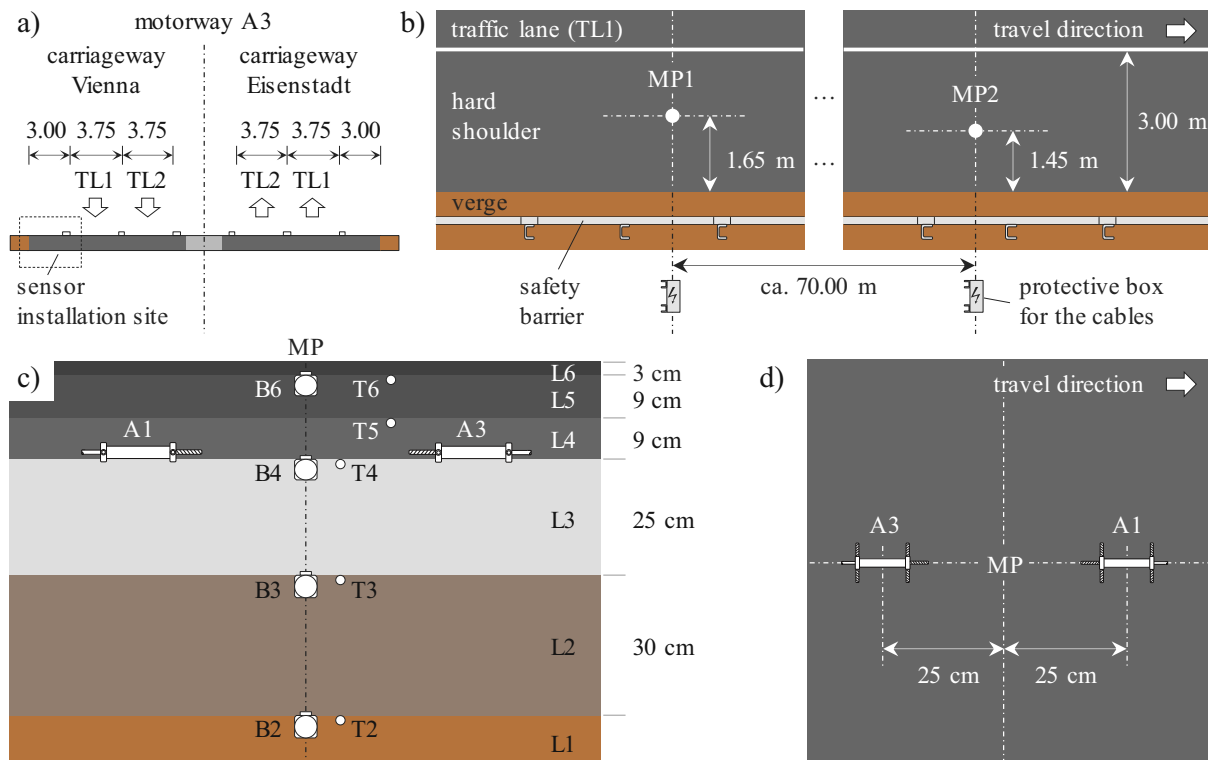 a)
motorway A3
carriageway
Vienna
carriageway
Eisenstadt
3.00 3.75 3.75
3.75 3.75 3.00
TL1 TL2
TL2 TL1
sensor
installation site
b)
traffic lane (TL1)
travel direction
MP1
MP2
hard
shoulder
...
...
3.00 m
1.65 m
1.45 m
verge
safety
barrier
ca. 70.00 m
protective box
for the cables
c)
MP
B6 T6 L6 3 cm
L5 9 cm
T5
A1 A3 L4 9 cm
B4 T4
L3 25 cm
B3 T3
L2 30 cm
B2 T2
L1
d)
travel direction
A3 A1
MP
25 cm 25 cm